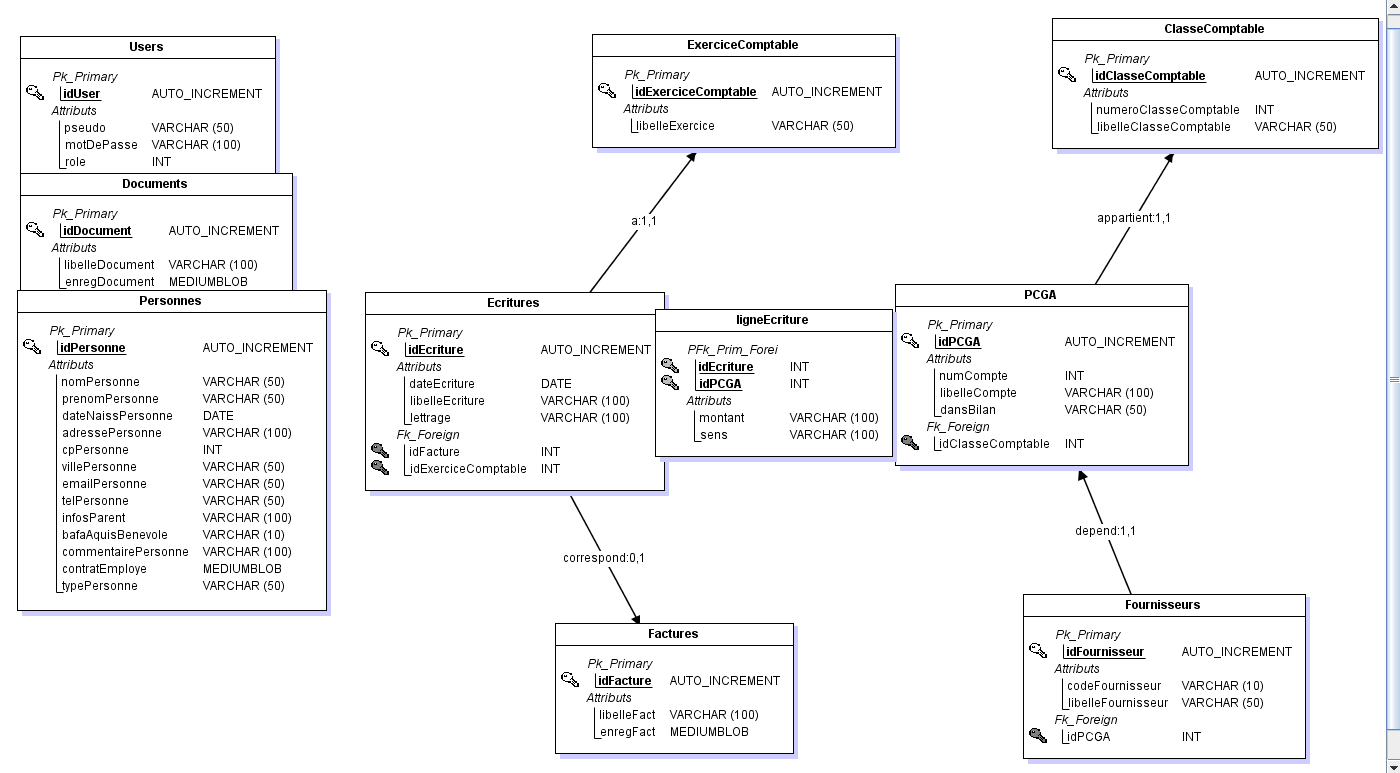 Users
Pk_Primary
idUser AUTO_INCREMENT
Attributs
pseudo VARCHAR (50)
motDePasse VARCHAR (100)
role INT
Documents
Pk_Primary
idDocument AUTO_INCREMENT
Attributs
libelleDocument VARCHAR (100)
enregDocument MEDIUMBLOB
Personnes
Pk_Primary
idPersonne AUTO_INCREMENT
Attributs
nomPersonne VARCHAR (50)
prenomPersonne VARCHAR (50)
dateNaissPersonne DATE
adressePersonne VARCHAR (100)
cpPersonne INT
villePersonne VARCHAR (50)
emailPersonne VARCHAR (50)
telPersonne VARCHAR (50)
infosParent VARCHAR (100)
bafaAquisBenevole VARCHAR (10)
commentairePersonne VARCHAR (100)
contratEmploye MEDIUMBLOB
typePersonne VARCHAR (50)
ExerciceComptable
Pk_Primary
idExerciceComptable AUTO_INCREMENT
Attributs
libelleExercice VARCHAR (50)
a:1,1
Ecritures
Pk_Primary
idEcriture AUTO_INCREMENT
Attributs
dateEcriture DATE
libelleEcriture VARCHAR (100)
lettrage VARCHAR (100)
Fk_Foreign
idFacture INT
idExerciceComptable INT
correspond:0,1
Factures
Pk_Primary
idFacture AUTO_INCREMENT
Attributs
libelleFact VARCHAR (100)
enregFact MEDIUMBLOB
ligneEcriture
PFk_Prim_Forei
idEcriture INT
idPCGA INT
Attributs
montant VARCHAR (100)
sens VARCHAR (100)
ClasseComptable
Pk_Primary
idClasseComptable AUTO_INCREMENT
Attributs
numeroClasseComptable INT
libelleClasseComptable VARCHAR (50)
appartient:1,1
PCGA
Pk_Primary
idPCGA AUTO_INCREMENT
Attributs
numCompte INT
libelleCompte VARCHAR (100)
dansBilan VARCHAR (50)
Fk_Foreign
idClasseComptable INT
depend:1,1
Fournisseurs
Pk_Primary
idFournisseur AUTO_INCREMENT
Attributs
codeFournisseur VARCHAR (10)
libelleFournisseur VARCHAR (50)
Fk_Foreign
idPCGA INT